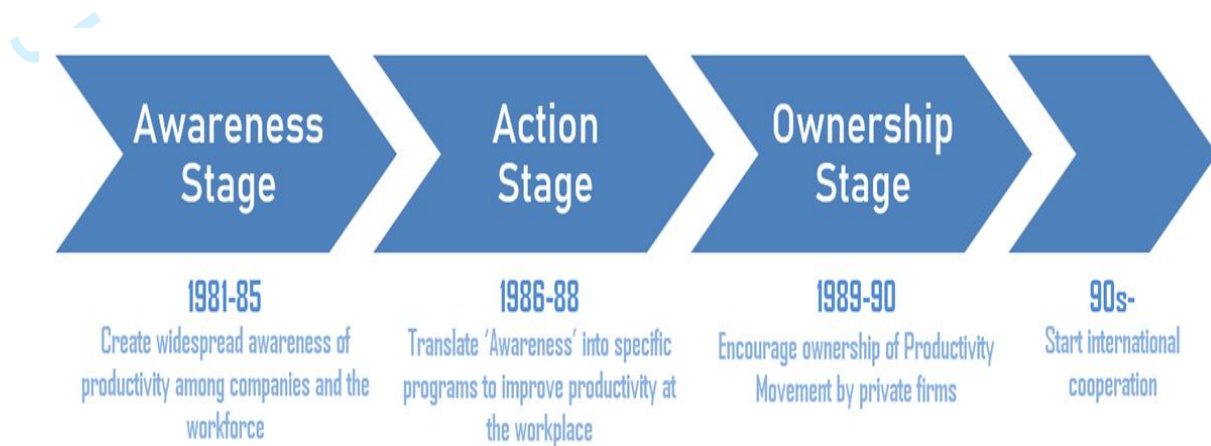 Awareness
Stage
1981-85
Create widespread awareness of
productivity among companies and the
workforce
Action
Stage
1986-88
Translate ‘Awareness’ into specific
programs to improve productivity at
the workplace
Ownership
Stage
1989-90
Encourage ownership of Productivity
Movement by private firms
90s-
Start international
cooperation